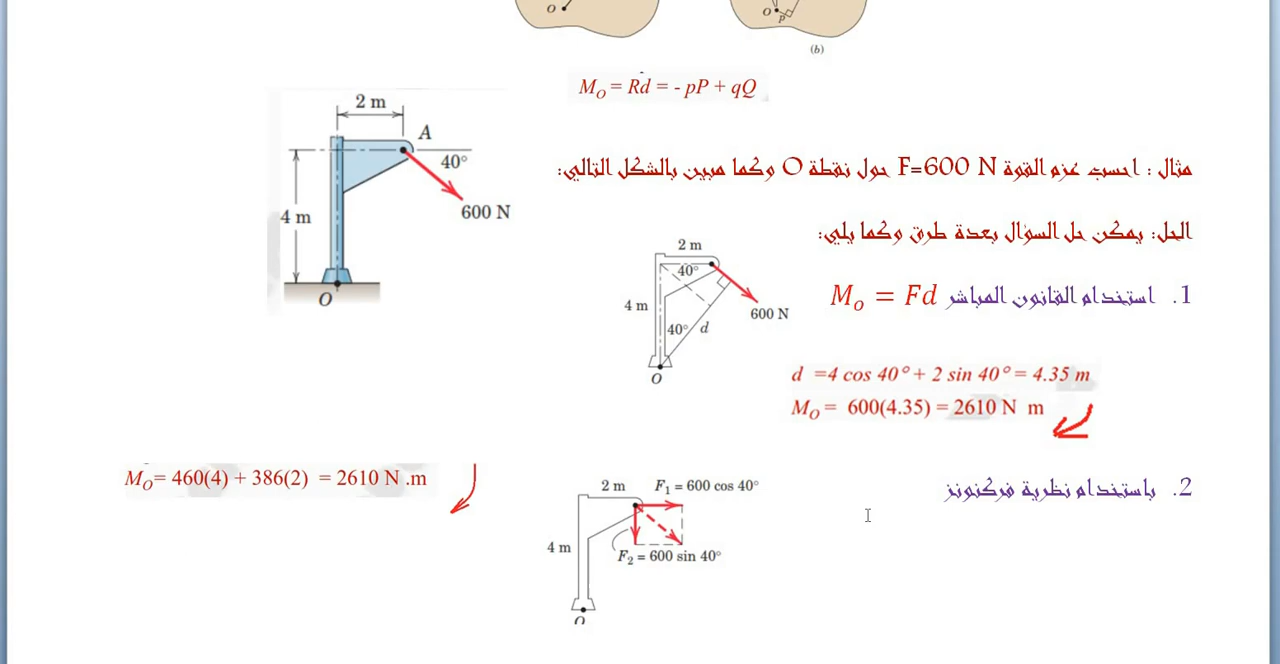 O
O
P
(b)
M_O = Rd = - pP + qQ
2 m
A
40°
4 m
600 N
O
مثال : احسب عزم القوة F=600 N حول نقطة O وكما مبين بالشكل التالي:
الحل: يمكن حل السؤال بعدة طرق وكما يلي:
1. استخدام القانون المباشر M_o = Fd
2 m
40°
4 m
600 N
40°
d
O
d =4 cos 40° + 2 sin 40° = 4.35 m
M_O = 600(4.35) = 2610 N m
2. باستخدام نظرية فركنونز
M_O = 460(4) + 386(2) = 2610 N .m
2 m
F₁ = 600 cos 40°
4 m
F₂ = 600 sin 40°
O